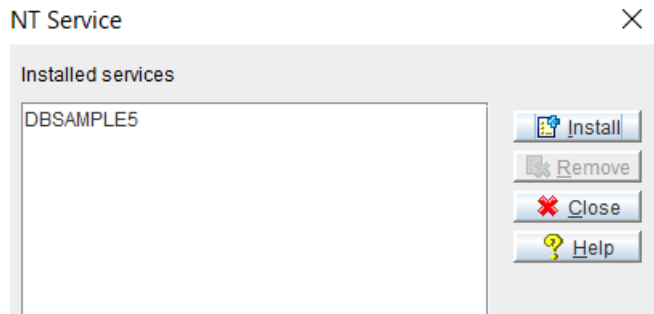 NT Service
Installed services
DBSAMPLE5
Install
Remove
Close
Help